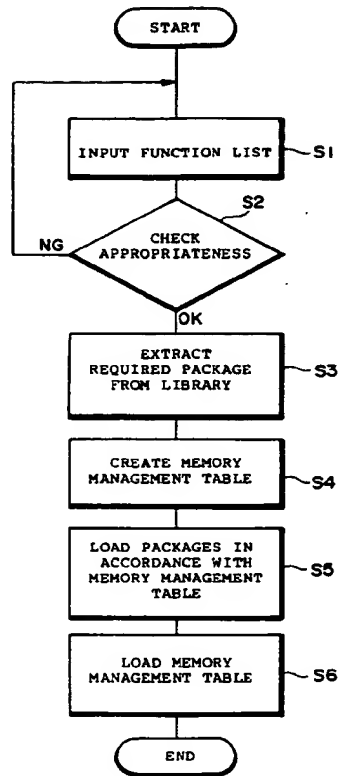 START
INPUT FUNCTION LIST
S1
S2
CHECK
APPROPRIATENESS
NG
OK
EXTRACT
REQUIRED PACKAGE
FROM LIBRARY
S3
CREATE MEMORY
MANAGEMENT TABLE
S4
LOAD PACKAGES IN
ACCORDANCE WITH
MEMORY MANAGEMENT
TABLE
S5
LOAD MEMORY
MANAGEMENT TABLE
S6
END